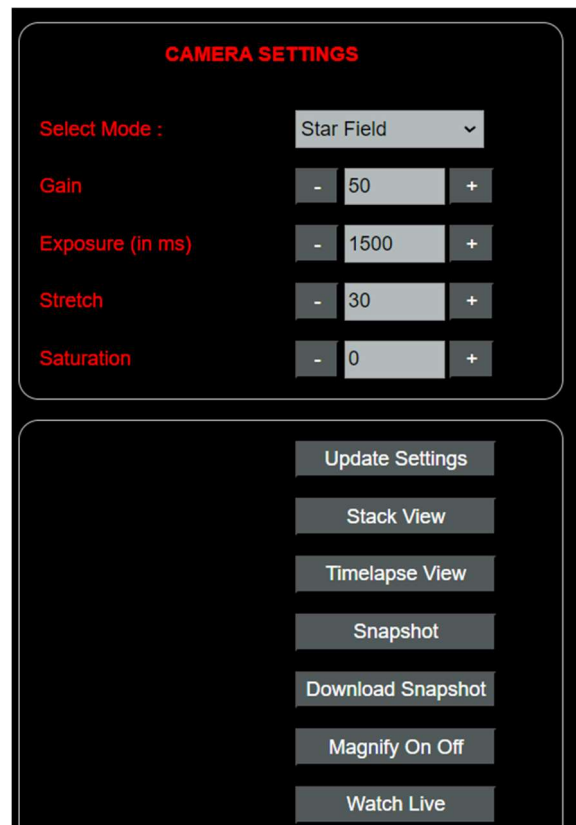 CAMERA SETTINGS
Select Mode : Star Field
Gain - 50 +
Exposure (in ms) - 1500 +
Stretch - 30 +
Saturation - 0 +
Update Settings
Stack View
Timelapse View
Snapshot
Download Snapshot
Magnify On Off
Watch Live